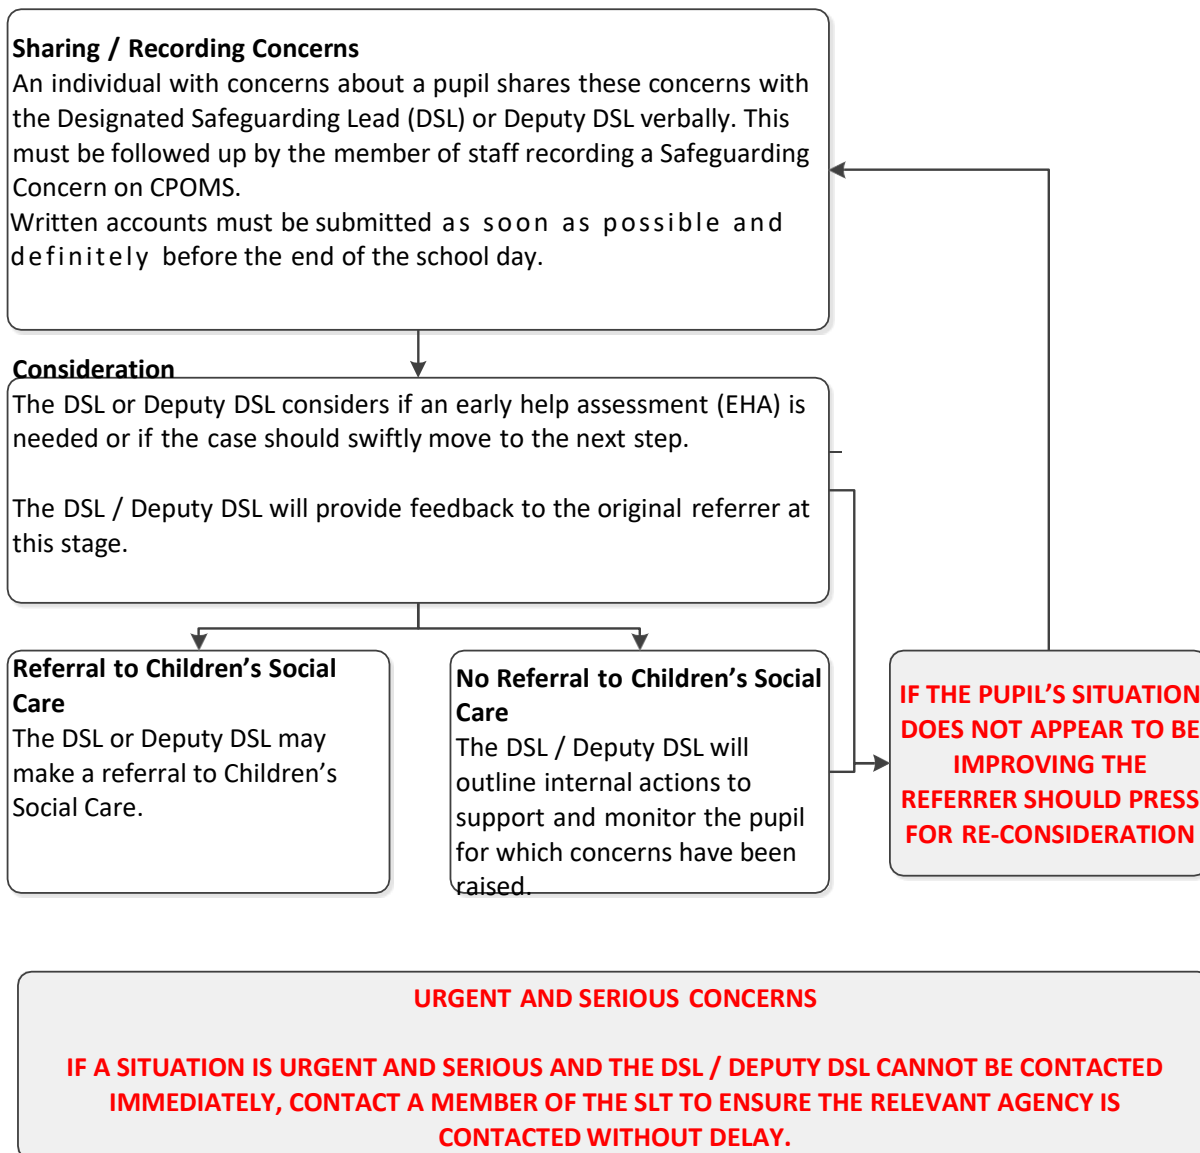 Sharing / Recording Concerns
An individual with concerns about a pupil shares these concerns with
the Designated Safeguarding Lead (DSL) or Deputy DSL verbally. This
must be followed up by the member of staff recording a Safeguarding
Concern on CPOMS.
Written accounts must be submitted as soon as possible and
definitely before the end of the school day.
Consideration
The DSL or Deputy DSL considers if an early help assessment (EHA) is
needed or if the case should swiftly move to the next step.
The DSL / Deputy DSL will provide feedback to the original referrer at
this stage.
Referral to Children’s Social
Care
The DSL or Deputy DSL may
make a referral to Children’s
Social Care.
No Referral to Children’s Social
Care
The DSL / Deputy DSL will
outline internal actions to
support and monitor the pupil
for which concerns have been
raised.
IF THE PUPIL’S SITUATION
DOES NOT APPEAR TO BE
IMPROVING THE
REFERRER SHOULD PRESS
FOR RE-CONSIDERATION
URGENT AND SERIOUS CONCERNS
IF A SITUATION IS URGENT AND SERIOUS AND THE DSL / DEPUTY DSL CANNOT BE CONTACTED
IMMEDIATELY, CONTACT A MEMBER OF THE SLT TO ENSURE THE RELEVANT AGENCY IS
CONTACTED WITHOUT DELAY.